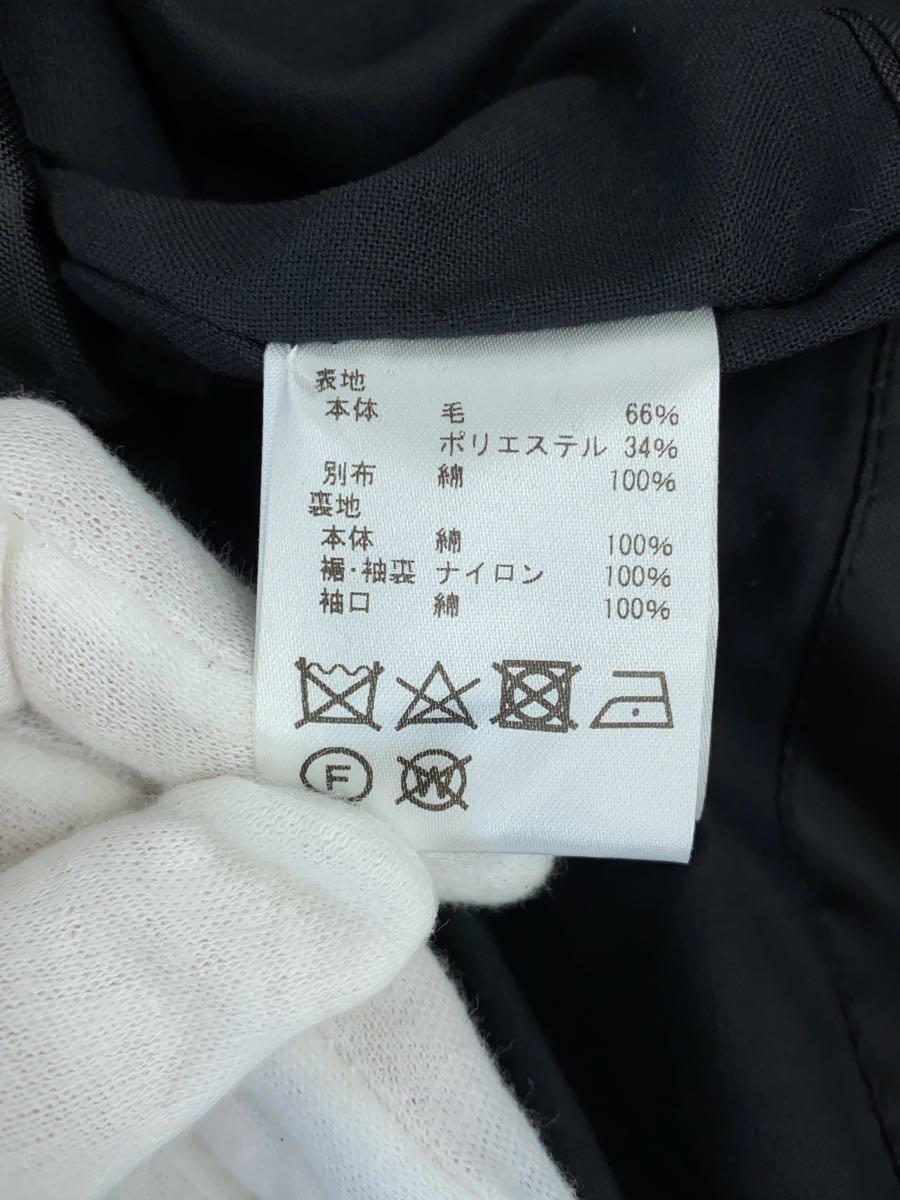 表地
本体 毛 66%
ポリエステル 34%
別布 綿 100%
裏地
本体 綿 100%
裾・袖裏 ナイロン 100%
袖口 綿 100%
F W